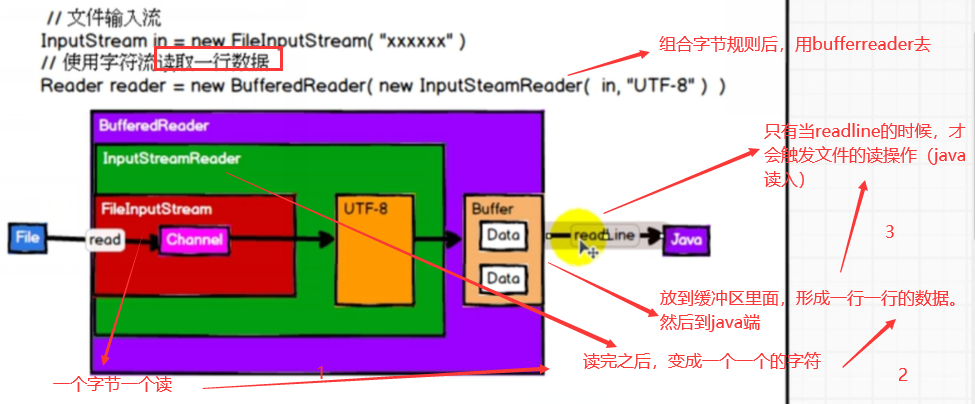 // 文件输入流
InputStream in = new FileInputStream( "xxxxxx" )
// 使用字符流读取一行数据
Reader reader = new BufferedReader( new InputSteamReader( in, "UTF-8" ) )
组合字节规则后，用bufferreader去
BufferedReader
InputStreamReader
FileInputStream
UTF-8
Buffer
File
read
Channel
Data
Data
readLine
Java
只有当readline的时候，才
会触发文件的读操作（java
读入）
3
放到缓冲区里面，形成一行一行的数据。
然后到java端
读完之后，变成一个一个的字符
2
一个字节一个读
1